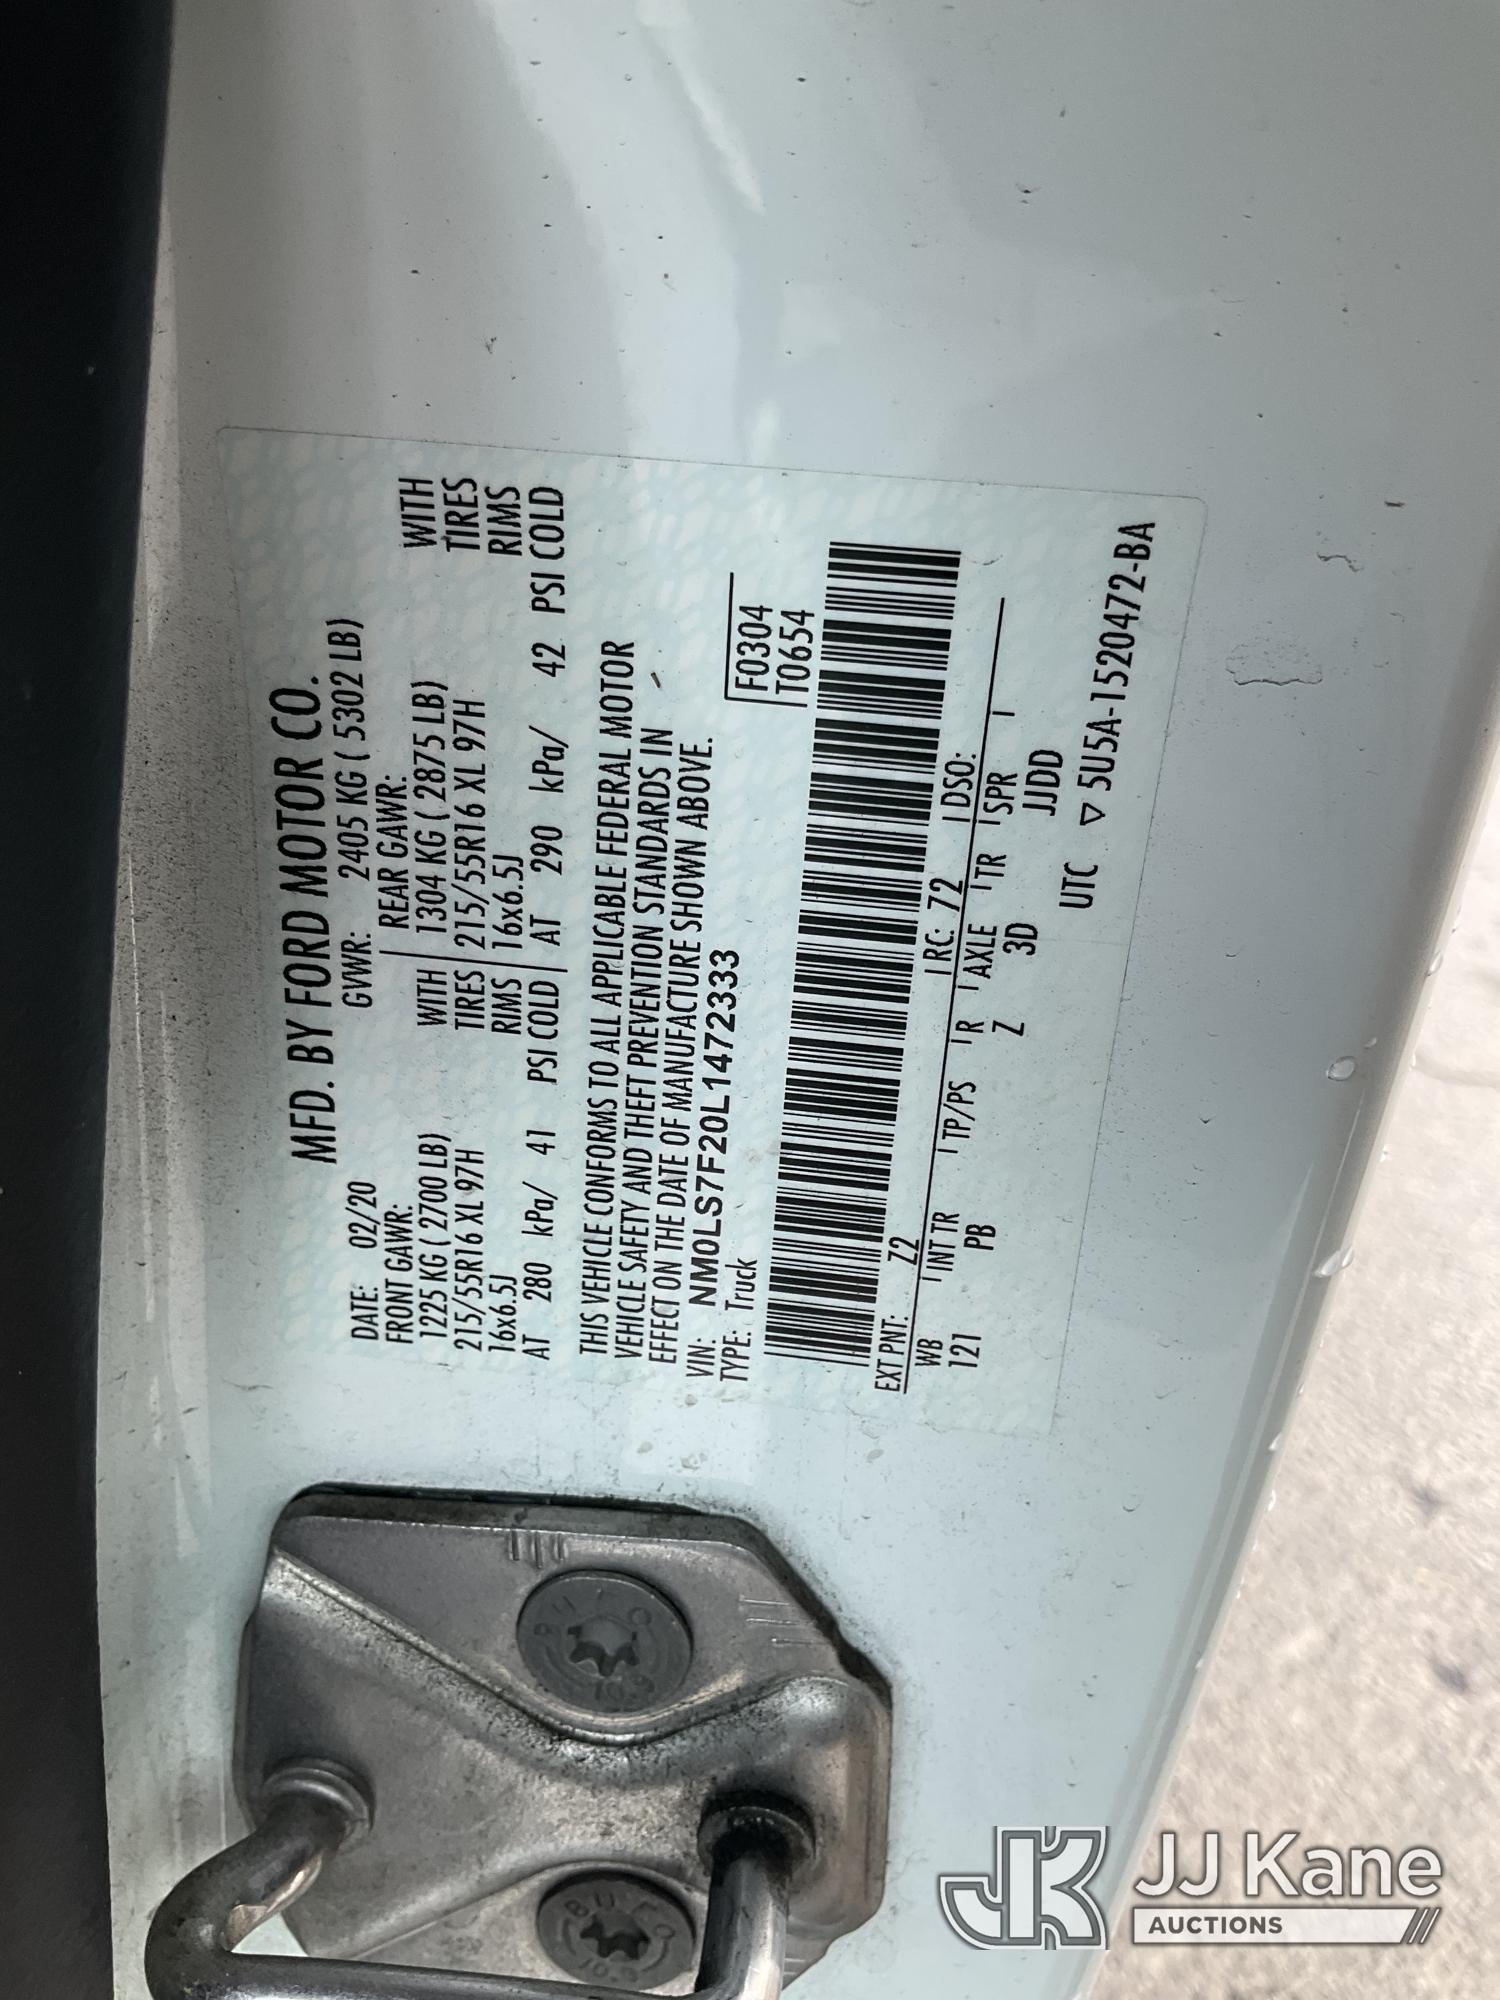 MFD. BY FORD MOTOR CO.
DATE: 02/20 GVWR: 2405 KG ( 5302 LB)
FRONT GAWR: REAR GAWR:
1225 KG ( 2700 LB) WITH 1304 KG ( 2875 LB) WITH
215/55R16 XL 97H TIRES 215/55R16 XL 97H TIRES
16x6.5J RIMS 16x6.5J RIMS
AT 280 kPa/ 41 PSI COLD AT 290 kPa/ 42 PSI COLD
THIS VEHICLE CONFORMS TO ALL APPLICABLE FEDERAL MOTOR
VEHICLE SAFETY AND THEFT PREVENTION STANDARDS IN
EFFECT ON THE DATE OF MANUFACTURE SHOWN ABOVE.
VIN: NM0LS7F20L1472333
TYPE: Truck
F0304
T0654
EXT PNT: Z2 RC: 72 DSO:
WB INT TR TP/PS R AXLE TR SPR
121 PB Z 3D JJDD
UTC ▽ 5U5A-1520472-BA
JK JJ Kane
AUCTIONS